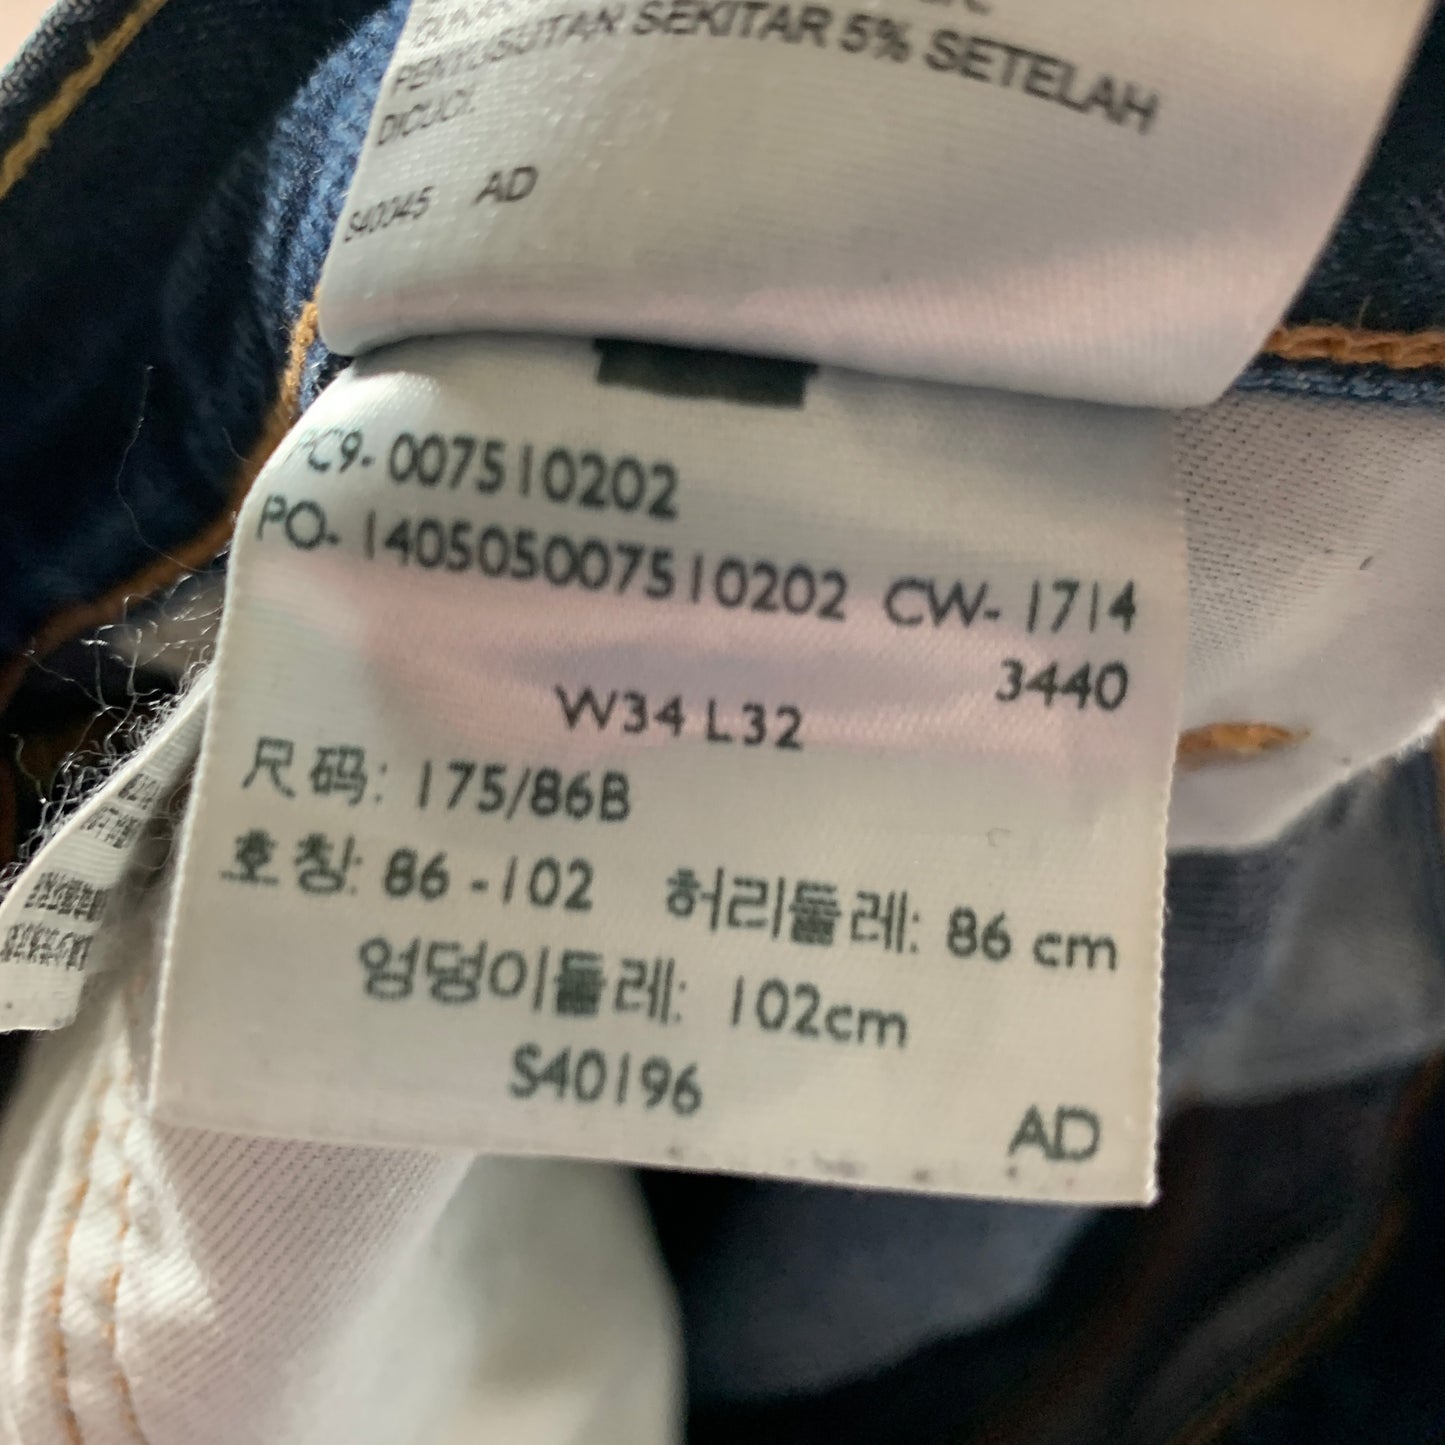 PENYUSUTAN SEKITAR 5% SETELAH
DICUCI.
S40045 AD
PC9- 007510202
PO- 140505007510202 CW- 1714
3440
W34 L32
尺码: 175/86B
호칭: 86 -102 허리둘레: 86 cm
엉덩이둘레: 102cm
S40196
AD